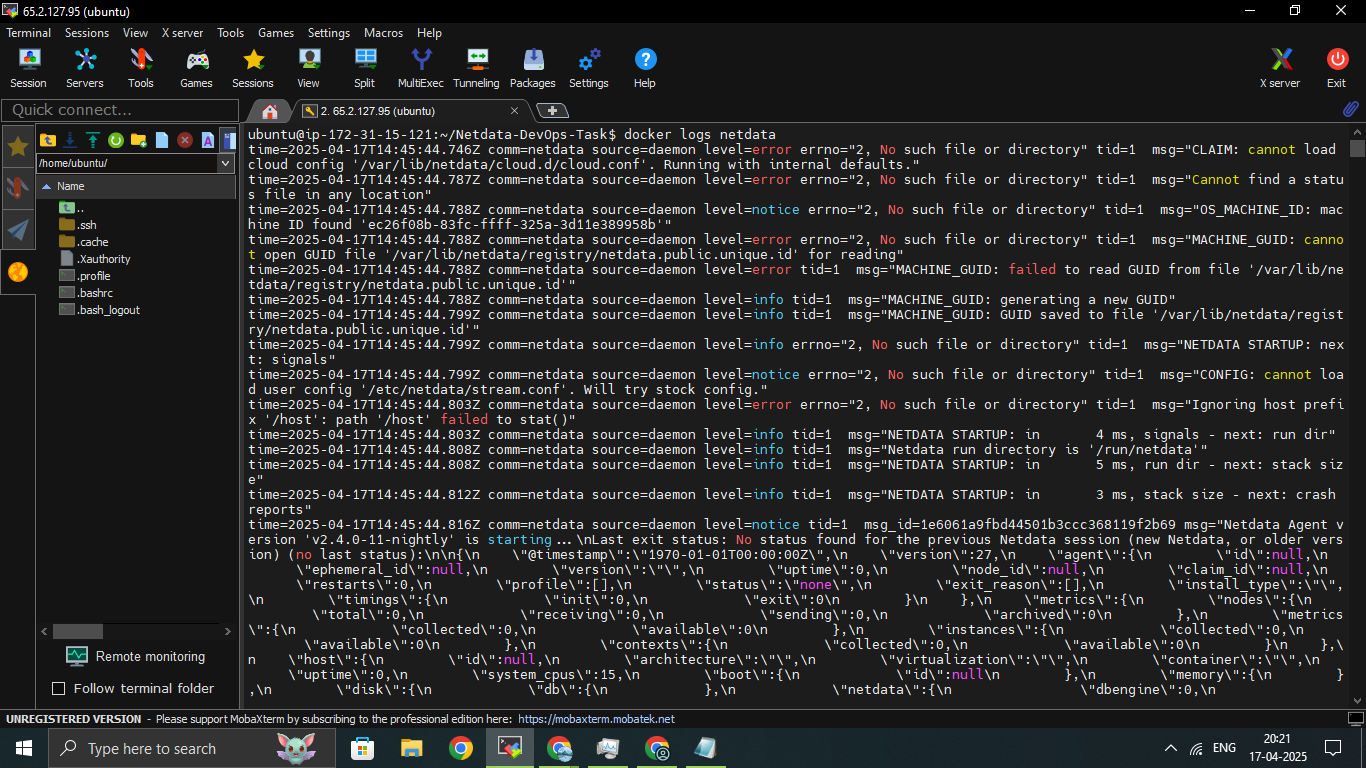 65.2.127.95 (ubuntu)
Terminal Sessions View X server Tools Games Settings Macros Help
Session Servers Tools Games Sessions View Split MultiExec Tunneling Packages Settings Help X server Exit
Quick connect...
2. 65.2.127.95 (ubuntu)
/home/ubuntu/
Name
..
.ssh
.cache
.Xauthority
.profile
.bashrc
.bash_logout
Remote monitoring
Follow terminal folder
ubuntu@ip-172-31-15-121:~/Netdata-DevOps-Task$ docker logs netdata
time=2025-04-17T14:45:44.746Z comm=netdata source=daemon level=error errno="2, No such file or directory" tid=1  msg="CLAIM: cannot load
cloud config '/var/lib/netdata/cloud.d/cloud.conf'. Running with internal defaults."
time=2025-04-17T14:45:44.787Z comm=netdata source=daemon level=error errno="2, No such file or directory" tid=1  msg="Cannot find a statu
s file in any location"
time=2025-04-17T14:45:44.788Z comm=netdata source=daemon level=notice errno="2, No such file or directory" tid=1  msg="OS_MACHINE_ID: mac
hine ID found 'ec26f08b-83fc-ffff-325a-3d11e389958b'"
time=2025-04-17T14:45:44.788Z comm=netdata source=daemon level=error errno="2, No such file or directory" tid=1  msg="MACHINE_GUID: canno
t open GUID file '/var/lib/netdata/registry/netdata.public.unique.id' for reading"
time=2025-04-17T14:45:44.788Z comm=netdata source=daemon level=error tid=1  msg="MACHINE_GUID: failed to read GUID from file '/var/lib/ne
tdata/registry/netdata.public.unique.id'"
time=2025-04-17T14:45:44.788Z comm=netdata source=daemon level=info tid=1  msg="MACHINE_GUID: generating a new GUID"
time=2025-04-17T14:45:44.799Z comm=netdata source=daemon level=info tid=1  msg="MACHINE_GUID: GUID saved to file '/var/lib/netdata/regist
ry/netdata.public.unique.id'"
time=2025-04-17T14:45:44.799Z comm=netdata source=daemon level=info errno="2, No such file or directory" tid=1  msg="NETDATA STARTUP: nex
t: signals"
time=2025-04-17T14:45:44.799Z comm=netdata source=daemon level=notice errno="2, No such file or directory" tid=1  msg="CONFIG: cannot loa
d user config '/etc/netdata/stream.conf'. Will try stock config."
time=2025-04-17T14:45:44.803Z comm=netdata source=daemon level=error errno="2, No such file or directory" tid=1  msg="Ignoring host prefi
x '/host': path '/host' failed to stat()"
time=2025-04-17T14:45:44.803Z comm=netdata source=daemon level=info tid=1  msg="NETDATA STARTUP: in       4 ms, signals - next: run dir"
time=2025-04-17T14:45:44.808Z comm=netdata source=daemon level=info tid=1  msg="Netdata run directory is '/run/netdata'"
time=2025-04-17T14:45:44.808Z comm=netdata source=daemon level=info tid=1  msg="NETDATA STARTUP: in       5 ms, run dir - next: stack siz
e"
time=2025-04-17T14:45:44.812Z comm=netdata source=daemon level=info tid=1  msg="NETDATA STARTUP: in       3 ms, stack size - next: crash
reports"
time=2025-04-17T14:45:44.816Z comm=netdata source=daemon level=notice tid=1  msg_id=1e6061a9fbd44501b3ccc368119f2b69 msg="Netdata Agent v
ersion 'v2.4.0-11-nightly' is starting...\nLast exit status: No status found for the previous Netdata session (new Netdata, or older vers
ion) (no last status):\n\n{\n    \"@timestamp\":\"1970-01-01T00:00:00Z\",\n    \"version\":27,\n    \"agent\":{\n        \"id\":null,\n
\"ephemeral_id\":null,\n        \"version\":\"\",\n        \"uptime\":0,\n        \"node_id\":null,\n        \"claim_id\":null,\n
\"restarts\":0,\n        \"profile\":[],\n        \"status\":\"none\",\n        \"exit_reason\":[],\n        \"install_type\":\"\",
\n        \"timings\":{\n            \"init\":0,\n            \"exit\":0\n        }\n    },\n    \"metrics\":{\n        \"nodes\":{\n
\"total\":0,\n            \"receiving\":0,\n            \"sending\":0,\n            \"archived\":0\n        },\n        \"metrics
\":{\n            \"collected\":0,\n            \"available\":0\n        },\n        \"instances\":{\n            \"collected\":0,\n
\"available\":0\n        },\n        \"contexts\":{\n            \"collected\":0,\n            \"available\":0\n        }\n    },\
n    \"host\":{\n        \"id\":null,\n        \"architecture\":\"\",\n        \"virtualization\":\"\",\n        \"container\":\"\",\n
\"uptime\":0,\n        \"system_cpus\":15,\n        \"boot\":{\n            \"id\":null\n        },\n        \"memory\":{\n        }
,\n        \"disk\":{\n            \"db\":{\n            },\n            \"netdata\":{\n                \"dbengine\":0,\n
UNREGISTERED VERSION - Please support MobaXterm by subscribing to the professional edition here: https://mobaxterm.mobatek.net
Type here to search
ENG
20:21
17-04-2025